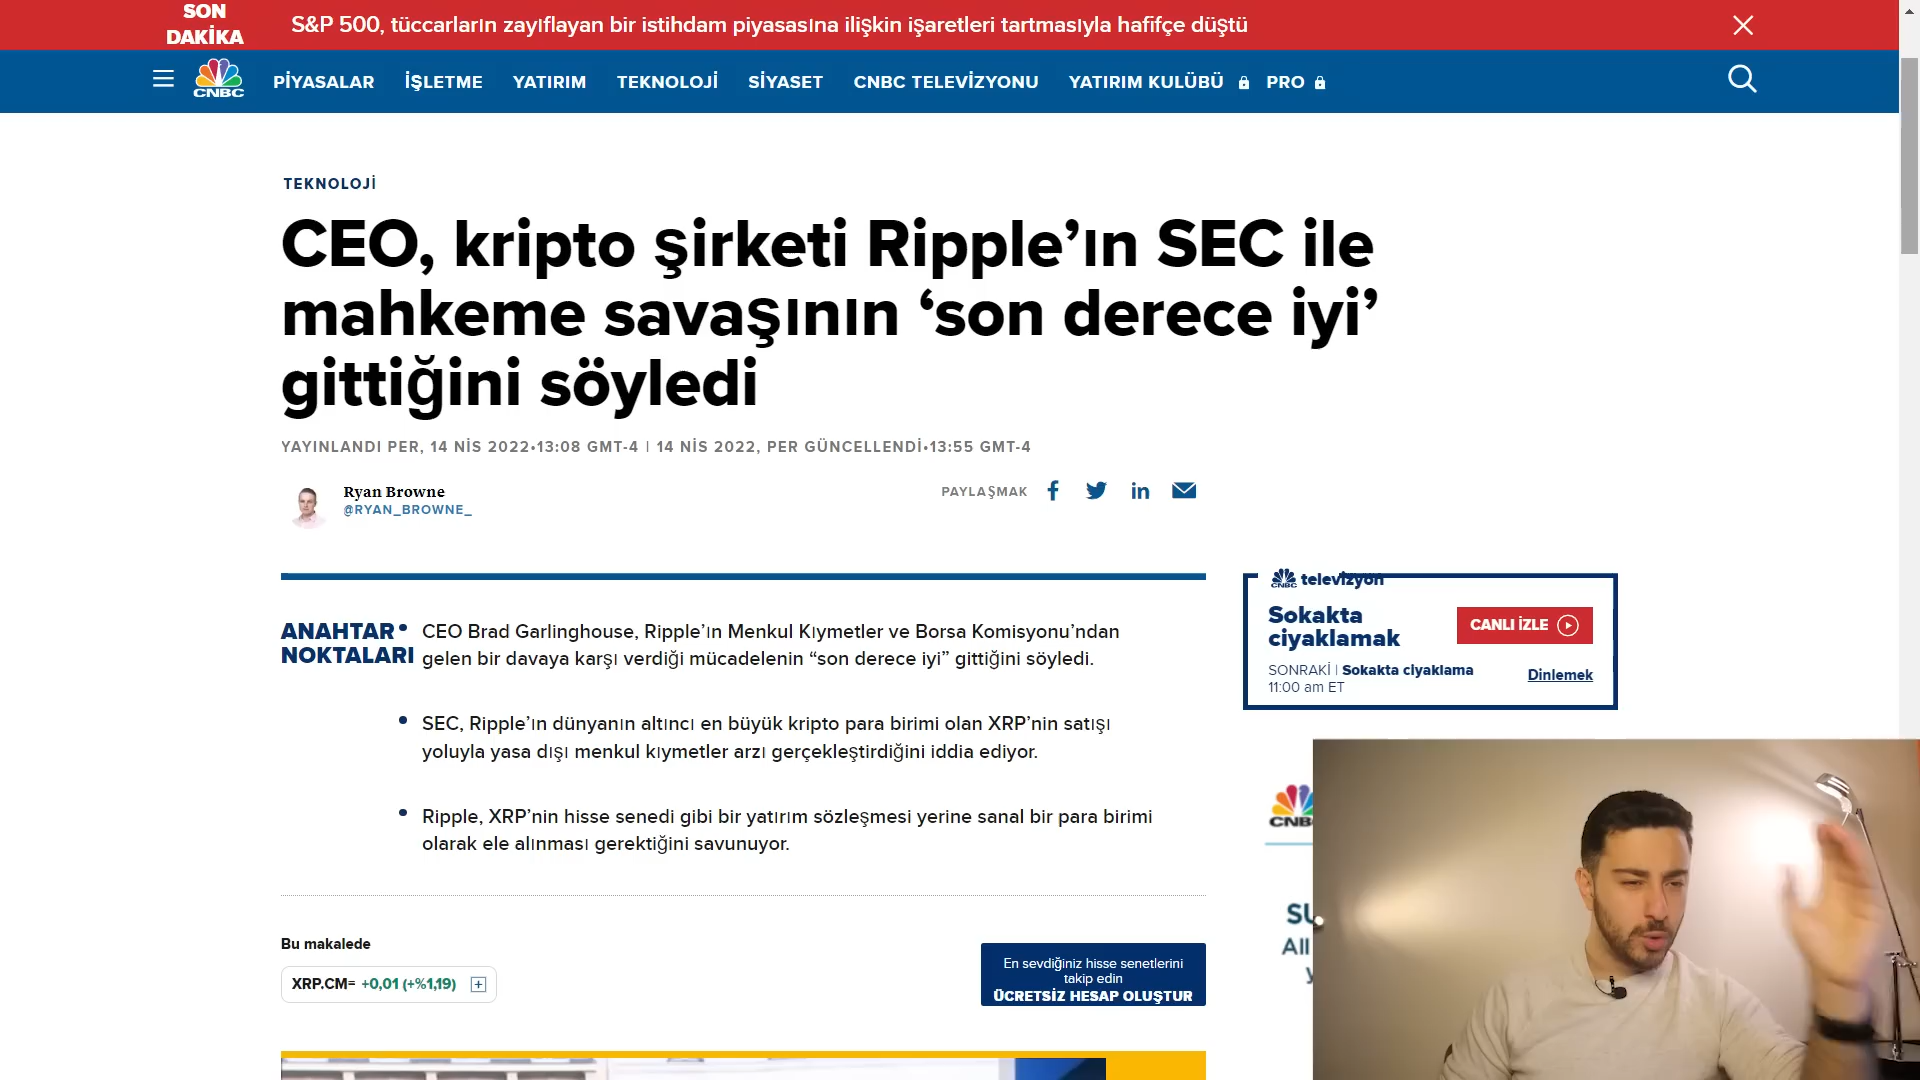 SON
DAKİKA
S&P 500, tüccarların zayıflayan bir istihdam piyasasına ilişkin işaretleri tartmasıyla hafifçe düştü
CNBC
PİYASALAR
İŞLETME
YATIRIM
TEKNOLOJİ
SİYASET
CNBC TELEVİZYONU
YATIRIM KULÜBÜ
PRO
TEKNOLOJİ
CEO, kripto şirketi Ripple’ın SEC ile
mahkeme savaşının ‘son derece iyi’
gittiğini söyledi
YAYINLANDI PER, 14 NİS 2022•13:08 GMT-4 | 14 NİS 2022, PER GÜNCELLENDİ•13:55 GMT-4
Ryan Browne
@RYAN_BROWNE_
PAYLAŞMAK
ANAHTAR
NOKTALARI
• CEO Brad Garlinghouse, Ripple’ın Menkul Kıymetler ve Borsa Komisyonu’ndan
gelen bir davaya karşı verdiği mücadelenin “son derece iyi” gittiğini söyledi.
• SEC, Ripple’ın dünyanın altıncı en büyük kripto para birimi olan XRP’nin satışı
yoluyla yasa dışı menkul kıymetler arzı gerçekleştirdiğini iddia ediyor.
• Ripple, XRP’nin hisse senedi gibi bir yatırım sözleşmesi yerine sanal bir para birimi
olarak ele alınması gerektiğini savunuyor.
Bu makalede
XRP.CM= +0,01 (+%1,19)
En sevdiğiniz hisse senetlerini
takip edin
ÜCRETSİZ HESAP OLUŞTUR
CNBC televizyon
Sokakta
ciyaklamak
CANLI İZLE
SONRAKİ | Sokakta ciyaklama
11:00 am ET
Dinlemek
CNB
All